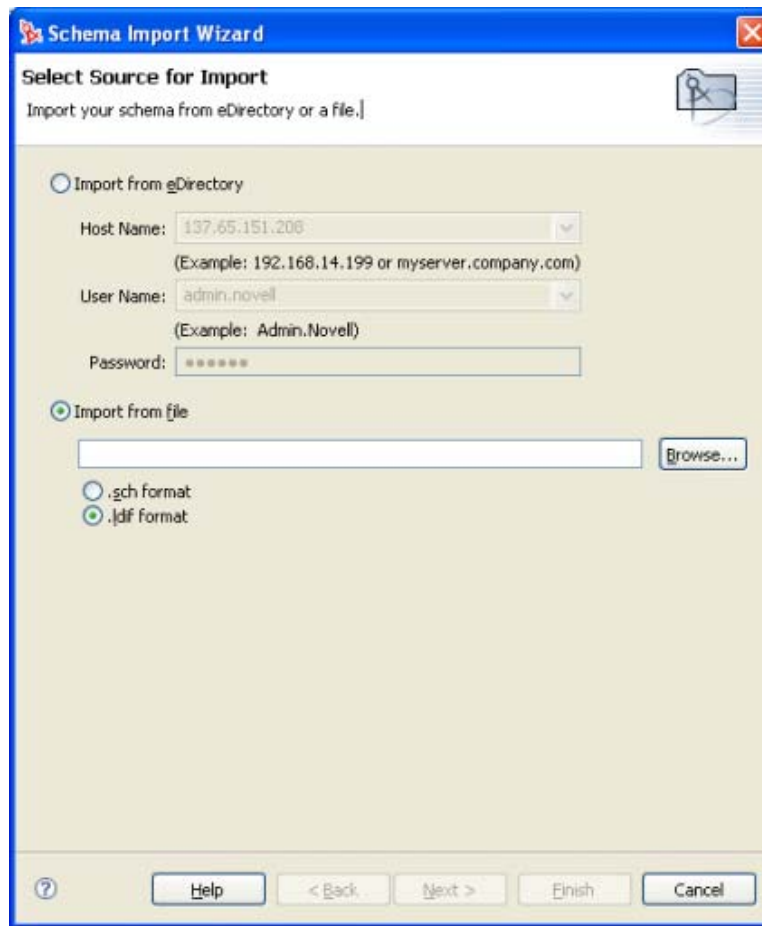 Schema Import Wizard
Select Source for Import
Import your schema from eDirectory or a file.
Import from eDirectory
Host Name: 137.65.151.208
(Example: 192.168.14.199 or myserver.company.com)
User Name: admin.novell
(Example: Admin.Novell)
Password: ●●●●●●
Import from file
Browse...
.sch format
.ldif format
? Help < Back Next > Finish Cancel